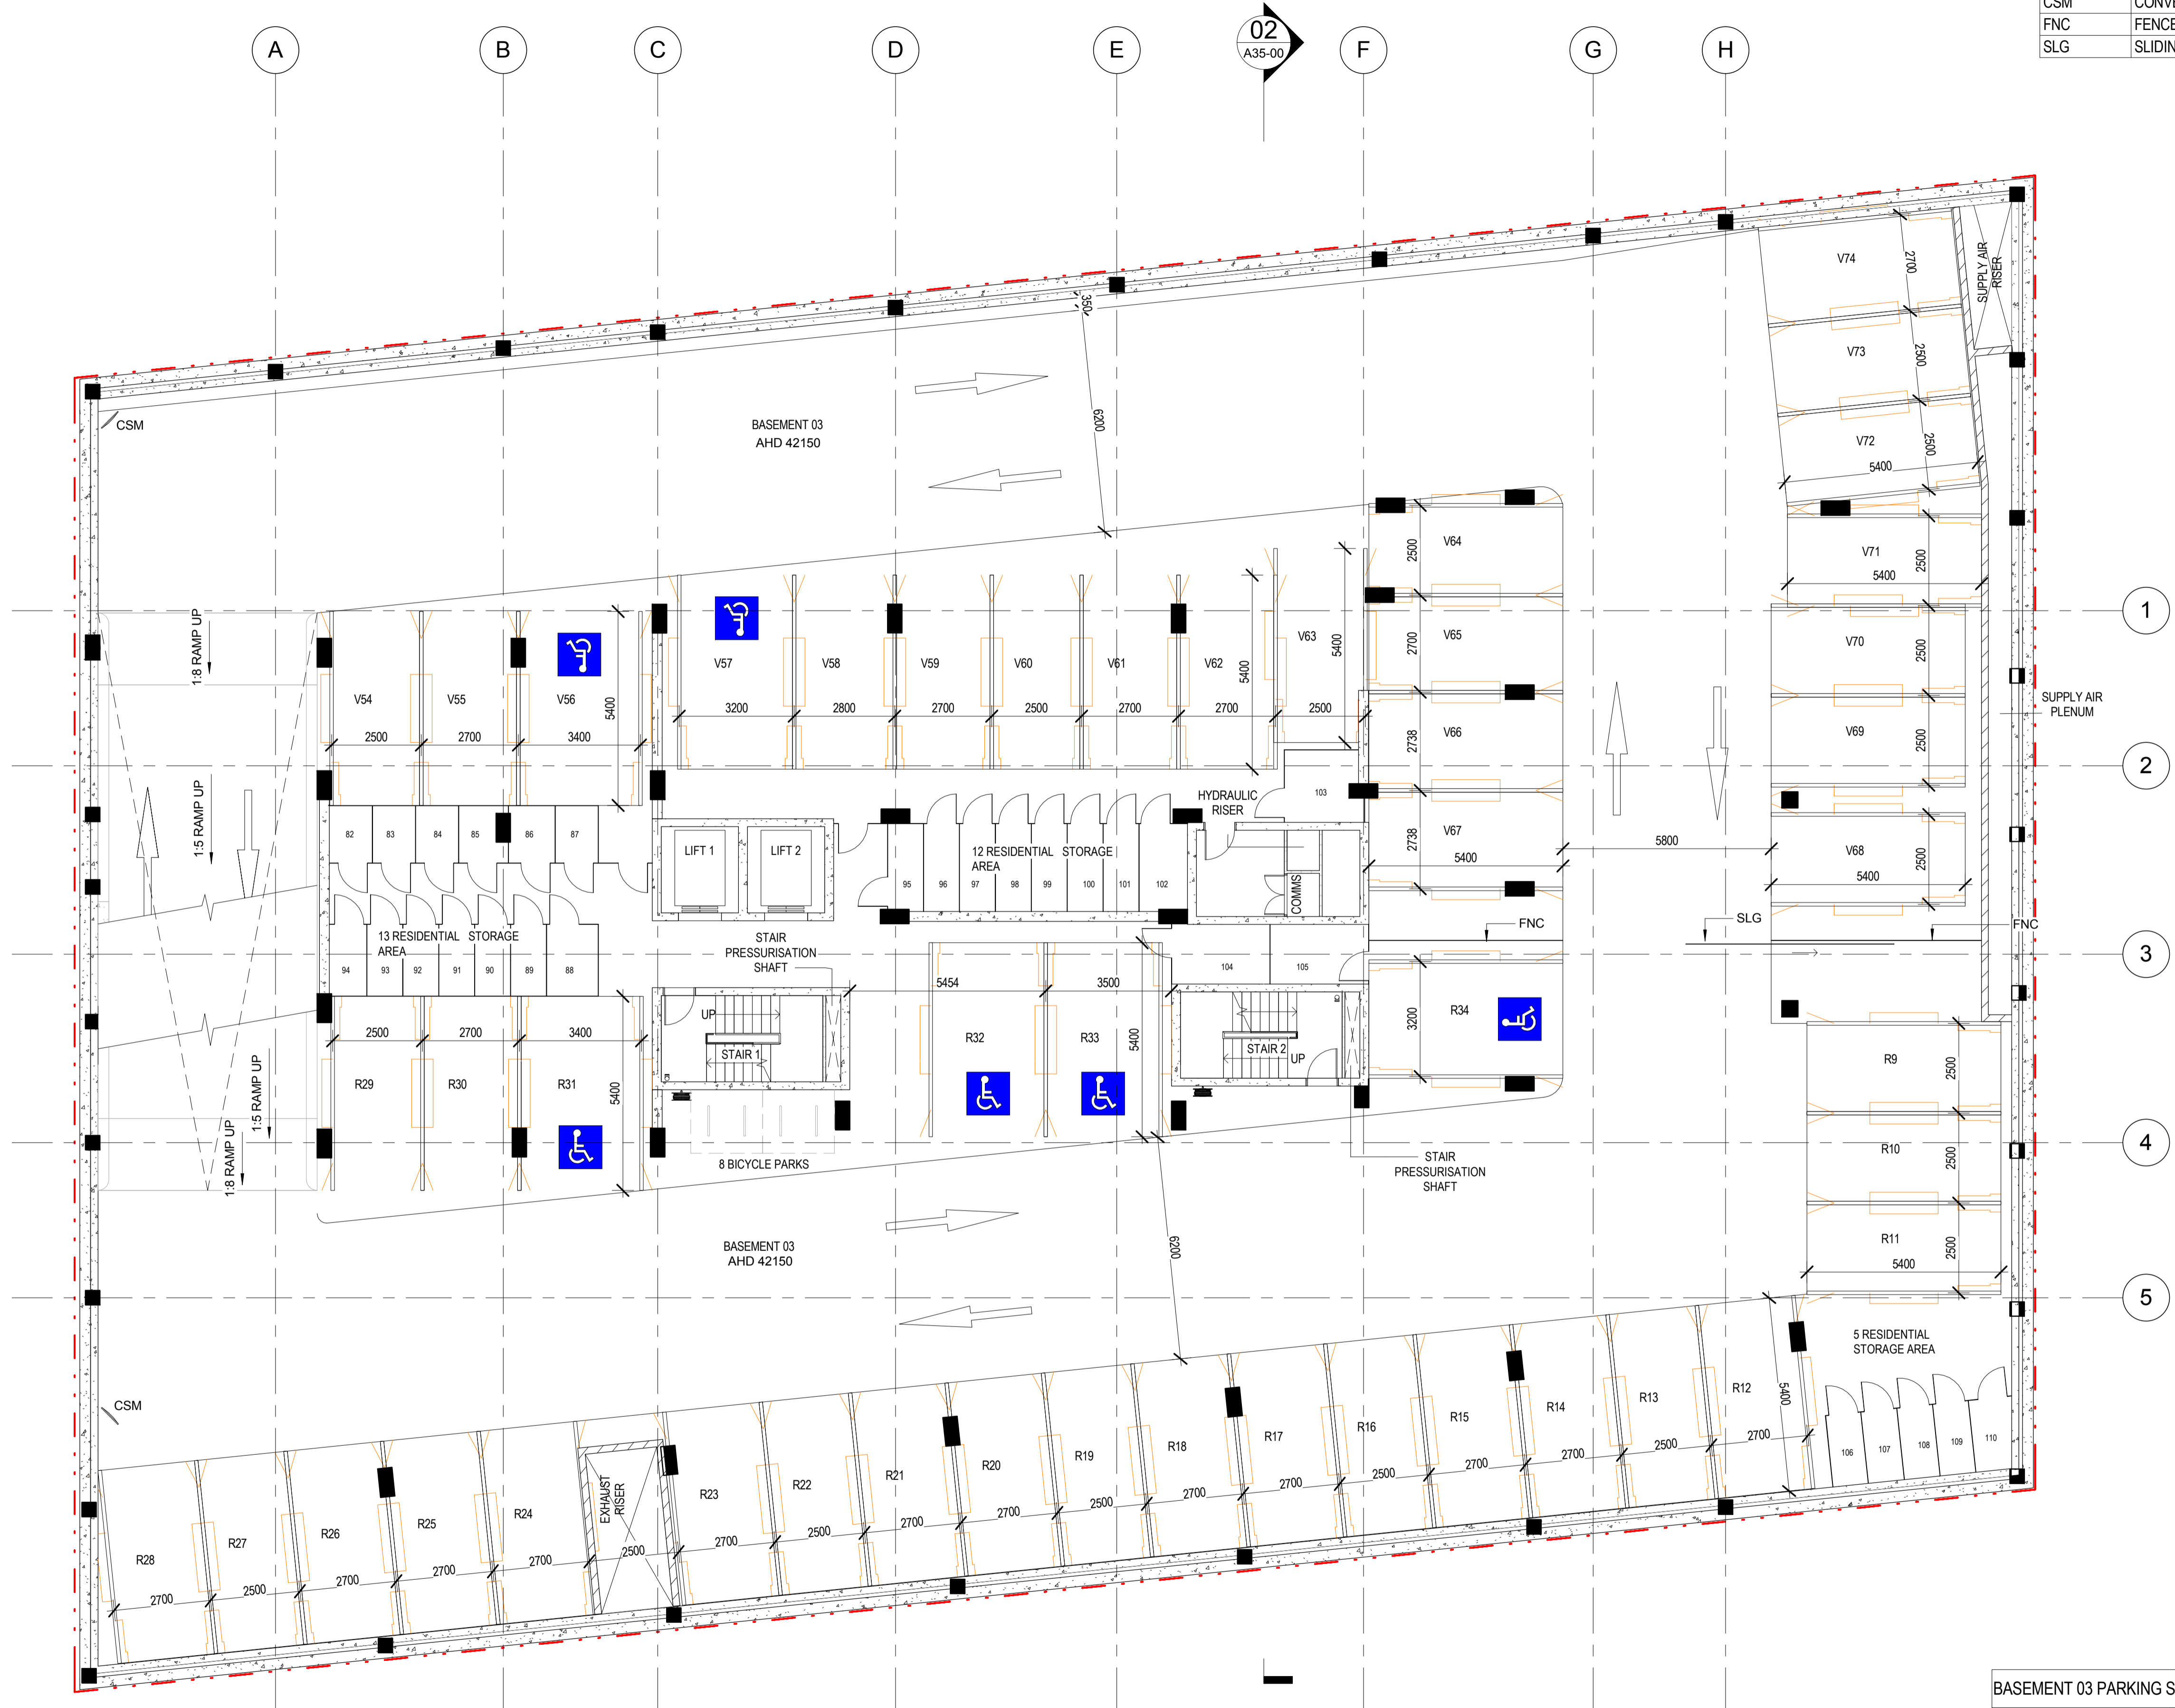 CSM
FNC
SLG
A
B
C
D
E
02
A35-00
F
G
H
SUPPLY AIR
RISER
V74
2700
V73
2500
V72
2500
5400
350
6200
CSM
BASEMENT 03
AHD 42150
V64
2500
V71
2500
5400
1
1:8 RAMP UP
V54
V55
V56
5400
2500
2700
3400
V57
V58
V59
V60
V61
V62
V63
5400
5400
3200
2800
2700
2500
2700
2700
2500
V65
2700
V66
2738
V70
2500
V69
2500
SUPPLY AIR
PLENUM
2
1:5 RAMP UP
82
83
84
85
86
87
LIFT 1
LIFT 2
12 RESIDENTIAL STORAGE
AREA
95
96
97
98
99
100
101
102
HYDRAULIC
RISER
103
COMMS
V67
2738
5400
5800
V68
2500
5400
FNC
SLG
FNC
3
13 RESIDENTIAL STORAGE
AREA
94
93
92
91
90
89
88
STAIR
PRESSURISATION
SHAFT
5454
3500
104
105
R34
3200
2500
2700
3400
R29
R30
R31
5400
UP
STAIR 1
R32
R33
5400
STAIR 2
UP
R9
2500
R10
2500
R11
2500
5400
1:5 RAMP UP
1:8 RAMP UP
8 BICYCLE PARKS
STAIR
PRESSURISATION
SHAFT
4
BASEMENT 03
AHD 42150
6200
5
5 RESIDENTIAL
STORAGE AREA
CSM
R28
R27
R26
R25
R24
EXHAUST
RISER
R23
R22
R21
R20
R19
R18
R17
R16
R15
R14
R13
R12
5400
106
107
108
109
110
2700
2500
2700
2700
2700
2500
2700
2500
2700
2700
2500
2700
2700
2500
2700
2500
2700
BASEMENT 03 PARKING